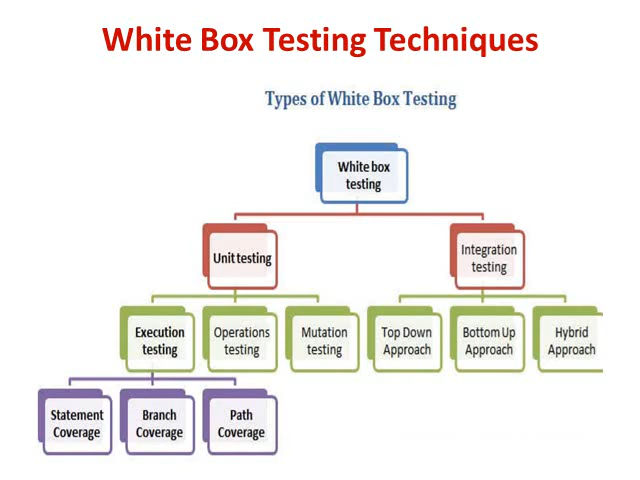 White Box Testing Techniques
Types of White Box Testing
White box
testing
Unit testing
Integration
testing
Execution
testing
Operations
testing
Mutation
testing
Top Down
Approach
Bottom Up
Approach
Hybrid
Approach
Statement
Coverage
Branch
Coverage
Path
Coverage